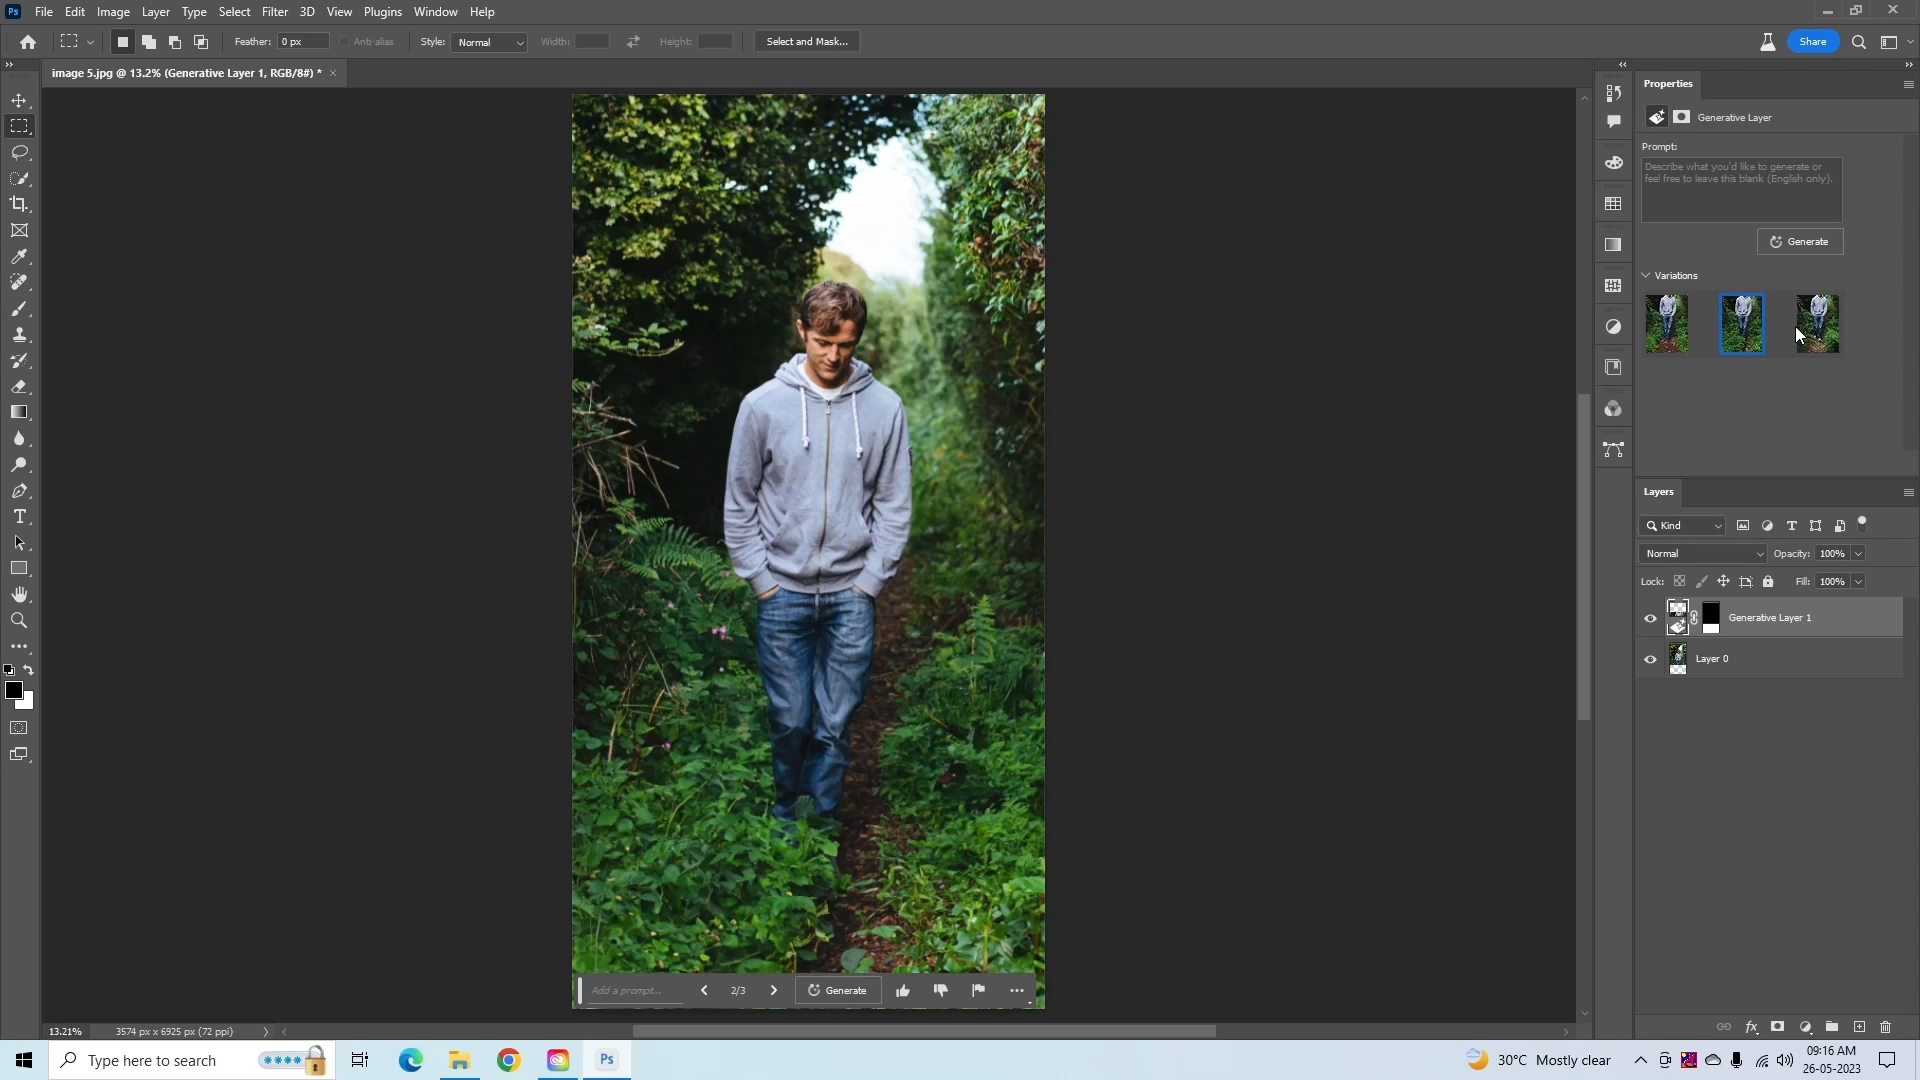 Ps File Edit Image Layer Type Select Filter 3D View Plugins Window Help
Feather: 0 px Anti-alias Style: Normal Width: Height: Select and Mask... Share
image 5.jpg @ 13.2% (Generative Layer 1, RGB/8#) * ×
Properties
Generative Layer
Prompt:
Describe what you'd like to generate or
feel free to leave this blank (English only).
Generate
Variations
Layers
Kind
Normal Opacity: 100%
Lock: Fill: 100%
Generative Layer 1
Layer 0
Add a prompt... 2/3 Generate
13.21% 3574 px x 6925 px (72 ppi)
fx
Type here to search
Ps
30°C Mostly clear
09:16 AM
26-05-2023